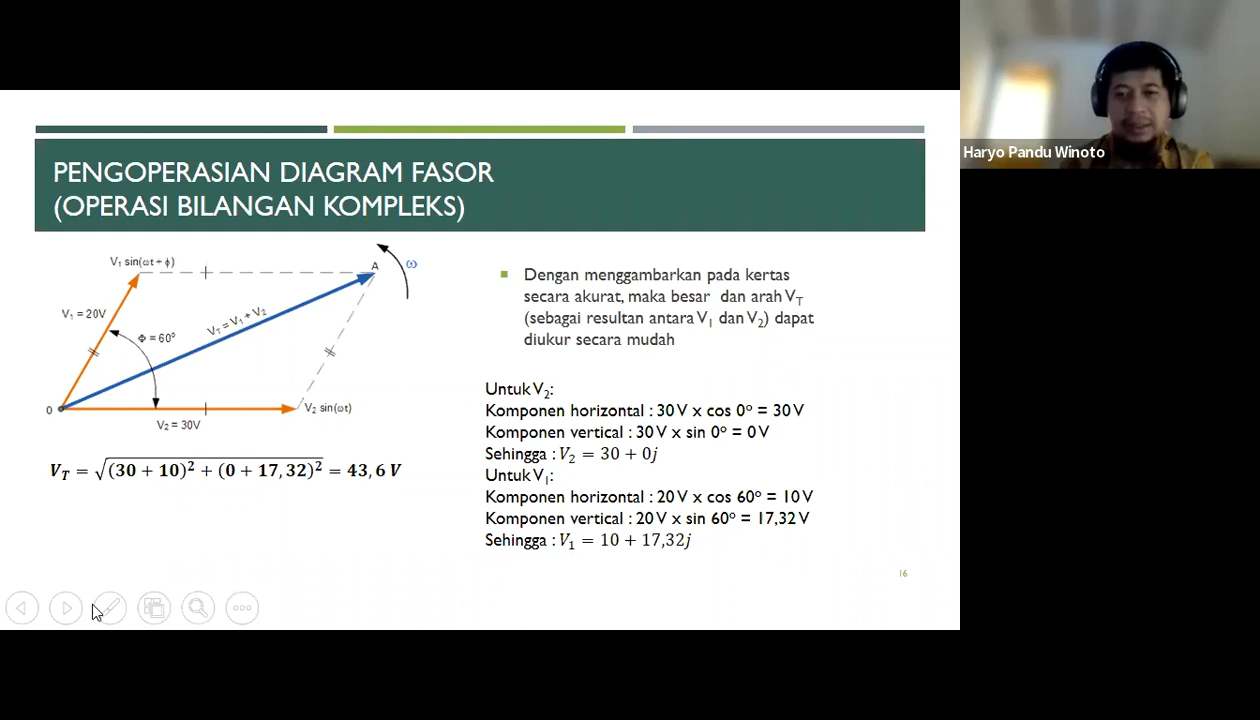 Haryo Pandu Winoto
PENGOPERASIAN DIAGRAM FASOR
(OPERASI BILANGAN KOMPLEKS)
V₁ sin(ωt + ϕ)
A
ω
V₁ = 20V
Φ = 60°
V_T = V₁ + V₂
0
V₂ sin(ωt)
V₂ = 30V
V_T = √((30 + 10)² + (0 + 17,32)²) = 43,6 V
Dengan menggambarkan pada kertas
secara akurat, maka besar dan arah V_T
(sebagai resultan antara V₁ dan V₂) dapat
diukur secara mudah
Untuk V₂:
Komponen horizontal : 30 V x cos 0° = 30 V
Komponen vertical : 30 V x sin 0° = 0 V
Sehingga : V₂ = 30 + 0j
Untuk V₁:
Komponen horizontal : 20 V x cos 60° = 10 V
Komponen vertical : 20 V x sin 60° = 17,32 V
Sehingga : V₁ = 10 + 17,32j
16